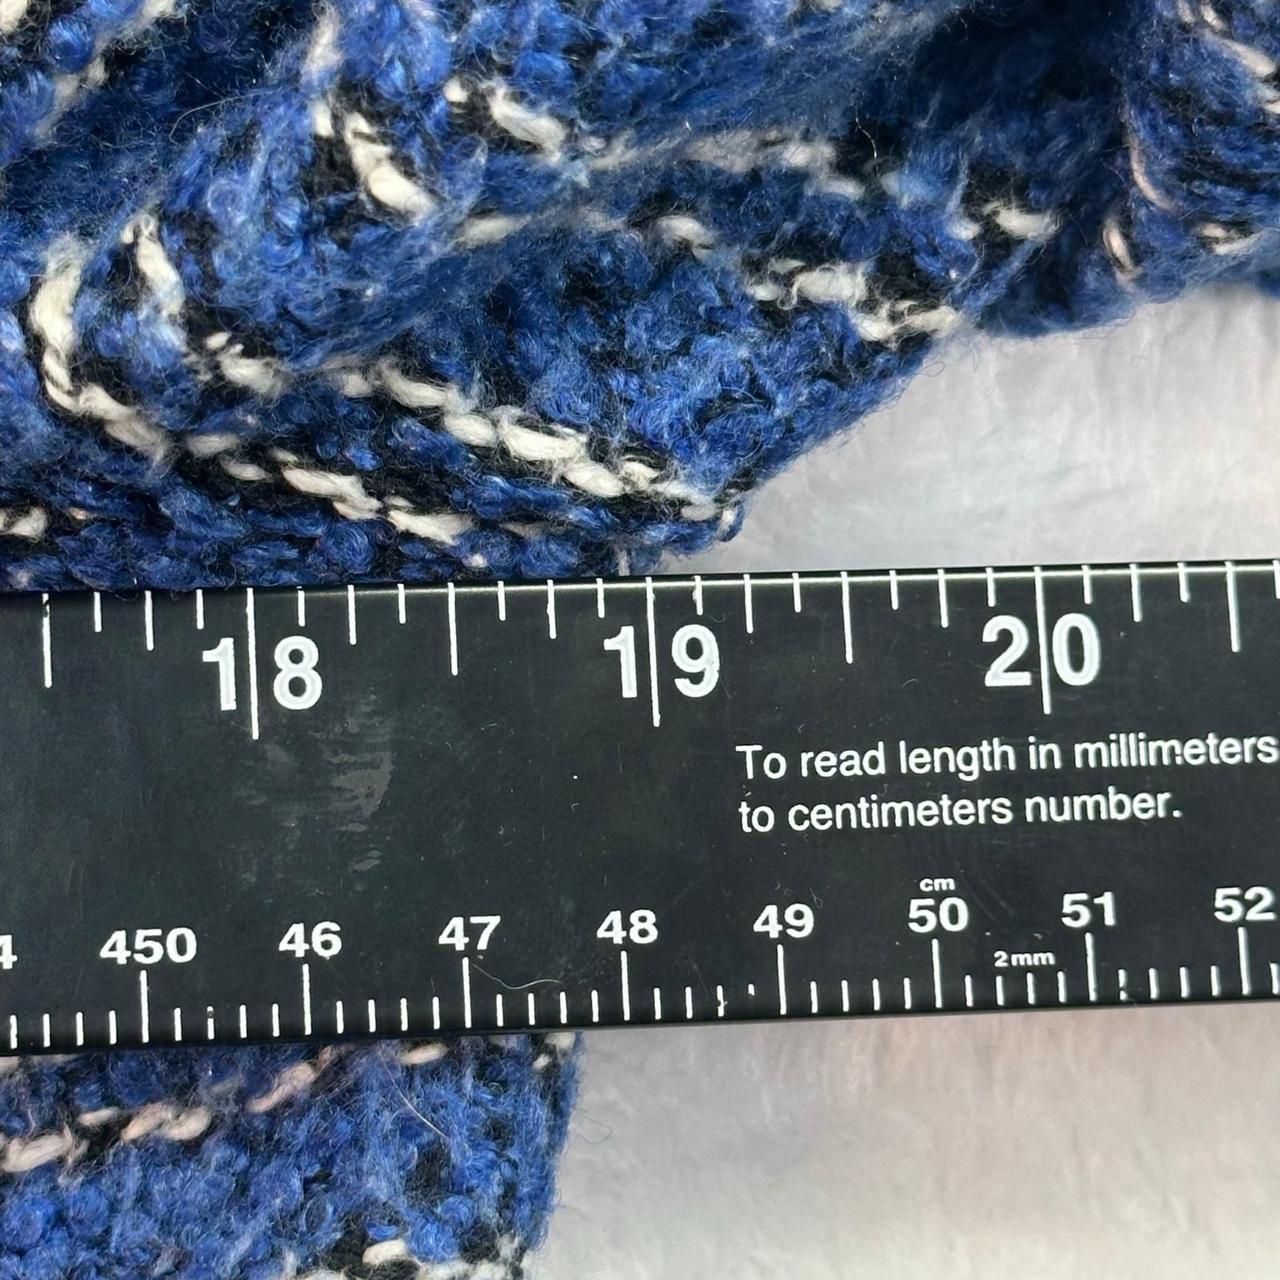 18 19 20
To read length in millimeters
to centimeters number.
cm
450 46 47 48 49 50 51 52
2mm